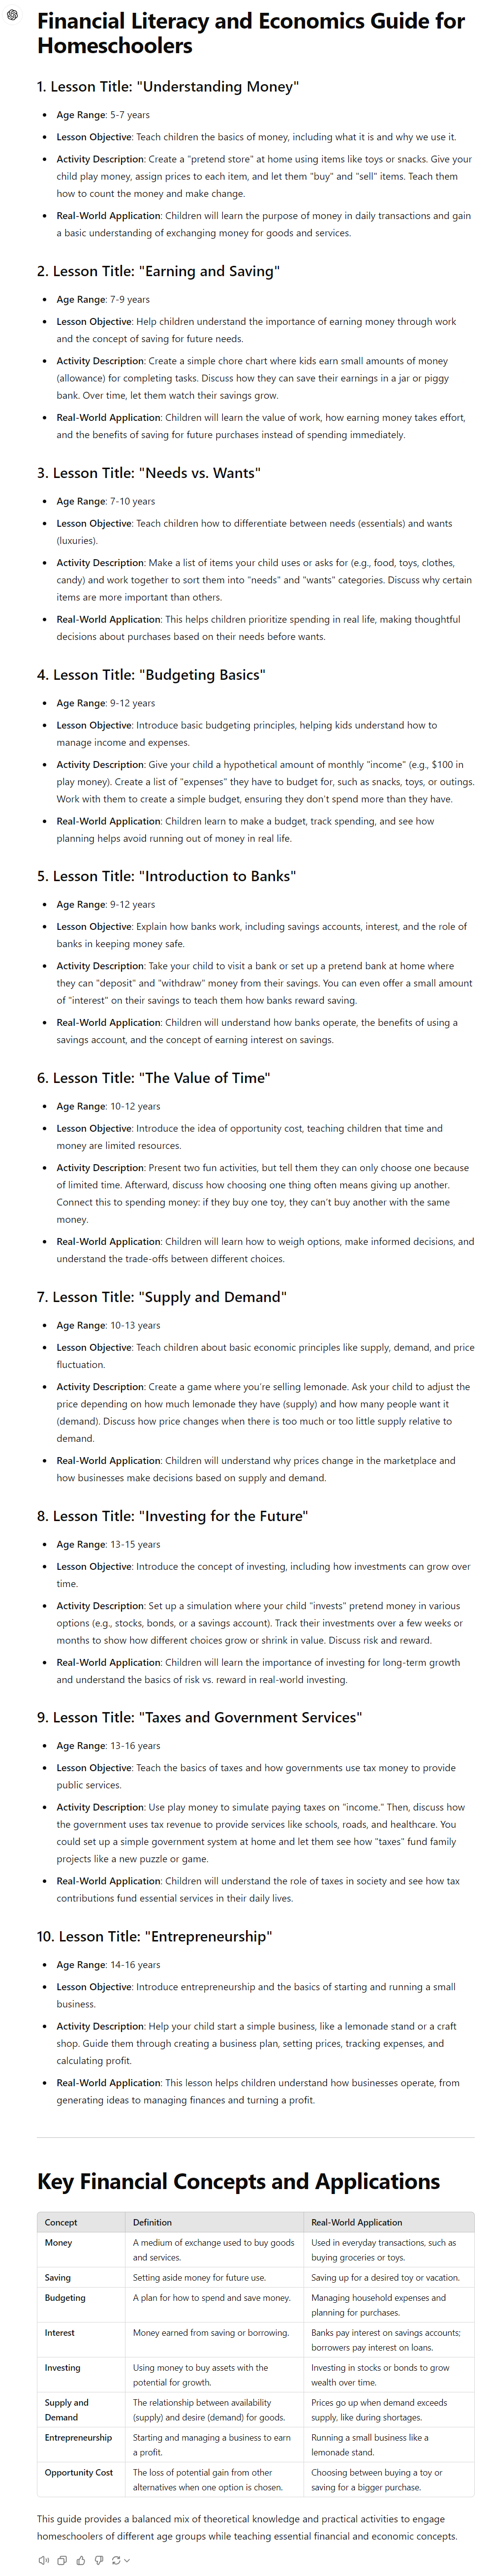 Financial Literacy and Economics Guide for
Homeschoolers
1. Lesson Title: "Understanding Money"
Age Range: 5-7 years
Lesson Objective: Teach children the basics of money, including what it is and why we use it.
Activity Description: Create a "pretend store" at home using items like toys or snacks. Give your
child play money, assign prices to each item, and let them "buy" and "sell" items. Teach them
how to count the money and make change.
Real-World Application: Children will learn the purpose of money in daily transactions and gain
a basic understanding of exchanging money for goods and services.
2. Lesson Title: "Earning and Saving"
Age Range: 7-9 years
Lesson Objective: Help children understand the importance of earning money through work
and the concept of saving for future needs.
Activity Description: Create a simple chore chart where kids earn small amounts of money
(allowance) for completing tasks. Discuss how they can save their earnings in a jar or piggy
bank. Over time, let them watch their savings grow.
Real-World Application: Children will learn the value of work, how earning money takes effort,
and the benefits of saving for future purchases instead of spending immediately.
3. Lesson Title: "Needs vs. Wants"
Age Range: 7-10 years
Lesson Objective: Teach children how to differentiate between needs (essentials) and wants
(luxuries).
Activity Description: Make a list of items your child uses or asks for (e.g., food, toys, clothes,
candy) and work together to sort them into "needs" and "wants" categories. Discuss why certain
items are more important than others.
Real-World Application: This helps children prioritize spending in real life, making thoughtful
decisions about purchases based on their needs before wants.
4. Lesson Title: "Budgeting Basics"
Age Range: 9-12 years
Lesson Objective: Introduce basic budgeting principles, helping kids understand how to
manage income and expenses.
Activity Description: Give your child a hypothetical amount of monthly "income" (e.g., $100 in
play money). Create a list of "expenses" they have to budget for, such as snacks, toys, or outings.
Work with them to create a simple budget, ensuring they don't spend more than they have.
Real-World Application: Children learn to make a budget, track spending, and see how
planning helps avoid running out of money in real life.
5. Lesson Title: "Introduction to Banks"
Age Range: 9-12 years
Lesson Objective: Explain how banks work, including savings accounts, interest, and the role of
banks in keeping money safe.
Activity Description: Take your child to visit a bank or set up a pretend bank at home where
they can "deposit" and "withdraw" money from their savings. You can even offer a small amount
of "interest" on their savings to teach them how banks reward saving.
Real-World Application: Children will understand how banks operate, the benefits of using a
savings account, and the concept of earning interest on savings.
6. Lesson Title: "The Value of Time"
Age Range: 10-12 years
Lesson Objective: Introduce the idea of opportunity cost, teaching children that time and
money are limited resources.
Activity Description: Present two fun activities, but tell them they can only choose one because
of limited time. Afterward, discuss how choosing one thing often means giving up another.
Connect this to spending money: if they buy one toy, they can't buy another with the same
money.
Real-World Application: Children will learn how to weigh options, make informed decisions, and
understand the trade-offs between different choices.
7. Lesson Title: "Supply and Demand"
Age Range: 10-13 years
Lesson Objective: Teach children about basic economic principles like supply, demand, and price
fluctuation.
Activity Description: Create a game where you're selling lemonade. Ask your child to adjust the
price depending on how much lemonade they have (supply) and how many people want it
(demand). Discuss how price changes when there is too much or too little supply relative to
demand.
Real-World Application: Children will understand why prices change in the marketplace and
how businesses make decisions based on supply and demand.
8. Lesson Title: "Investing for the Future"
Age Range: 13-15 years
Lesson Objective: Introduce the concept of investing, including how investments can grow over
time.
Activity Description: Set up a simulation where your child "invests" pretend money in various
options (e.g., stocks, bonds, or a savings account). Track their investments over a few weeks or
months to show how different choices grow or shrink in value. Discuss risk and reward.
Real-World Application: Children will learn the importance of investing for long-term growth
and understand the basics of risk vs. reward in real-world investing.
9. Lesson Title: "Taxes and Government Services"
Age Range: 13-16 years
Lesson Objective: Teach the basics of taxes and how governments use tax money to provide
public services.
Activity Description: Use play money to simulate paying taxes on "income." Then, discuss how
the government uses tax revenue to provide services like schools, roads, and healthcare. You
could set up a simple government system at home and let them see how "taxes" fund family
projects like a new puzzle or game.
Real-World Application: Children will understand the role of taxes in society and see how tax
contributions fund essential services in their daily lives.
10. Lesson Title: "Entrepreneurship"
Age Range: 14-16 years
Lesson Objective: Introduce entrepreneurship and the basics of starting and running a small
business.
Activity Description: Help your child start a simple business, like a lemonade stand or a craft
shop. Guide them through creating a business plan, setting prices, tracking expenses, and
calculating profit.
Real-World Application: This lesson helps children understand how businesses operate, from
generating ideas to managing finances and turning a profit.
Key Financial Concepts and Applications
Concept Definition Real-World Application
Money A medium of exchange used to buy goods Used in everyday transactions, such as
and services. buying groceries or toys.
Saving Setting aside money for future use. Saving up for a desired toy or vacation.
Budgeting A plan for how to spend and save money. Managing household expenses and
planning for purchases.
Interest Money earned from saving or borrowing. Banks pay interest on savings accounts;
borrowers pay interest on loans.
Investing Using money to buy assets with the Investing in stocks or bonds to grow
potential for growth. wealth over time.
Supply and The relationship between availability Prices go up when demand exceeds
Demand (supply) and desire (demand) for goods. supply, like during shortages.
Entrepreneurship Starting and managing a business to earn Running a small business like a
a profit. lemonade stand.
Opportunity Cost The loss of potential gain from other Choosing between buying a toy or
alternatives when one option is chosen. saving for a bigger purchase.
This guide provides a balanced mix of theoretical knowledge and practical activities to engage
homeschoolers of different age groups while teaching essential financial and economic concepts.